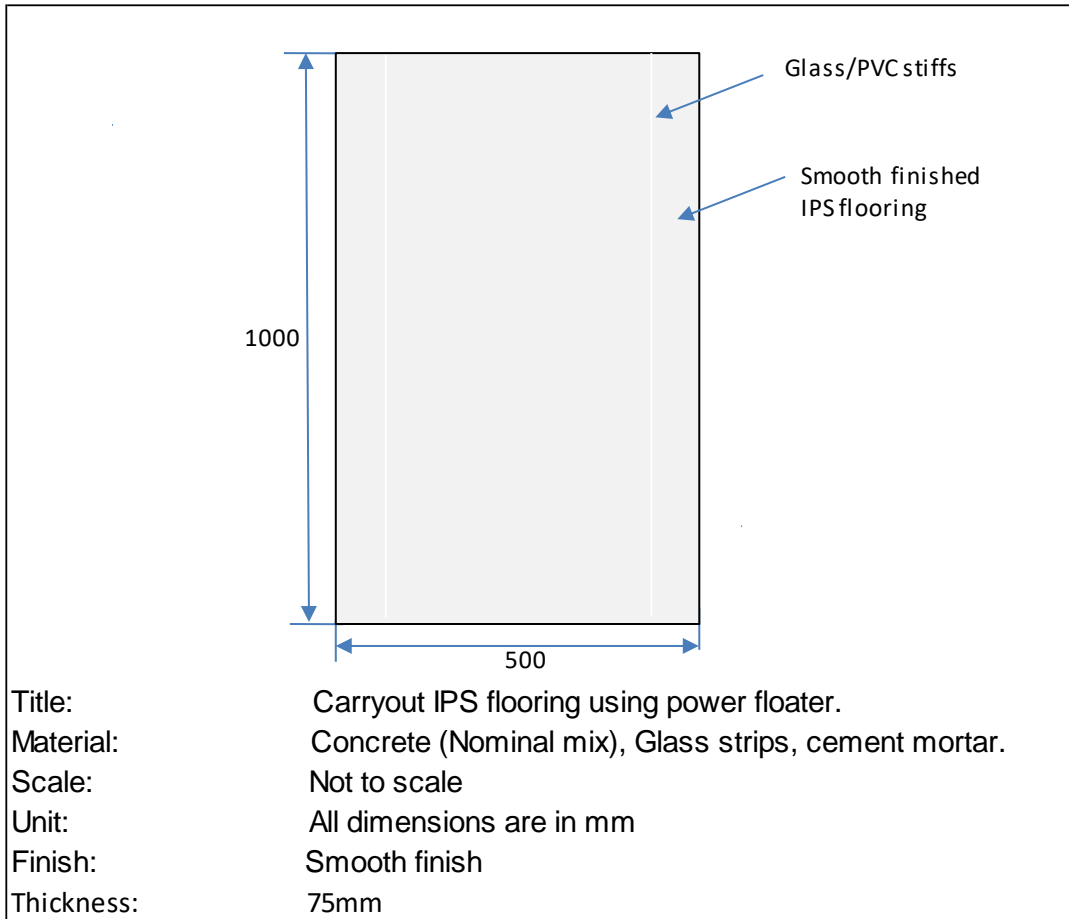 Glass/PVC stiffs
Smooth finished
IPS flooring
1000
500
Title: Carryout IPS flooring using power floater.
Material: Concrete (Nominal mix), Glass strips, cement mortar.
Scale: Not to scale
Unit: All dimensions are in mm
Finish: Smooth finish
Thickness: 75mm